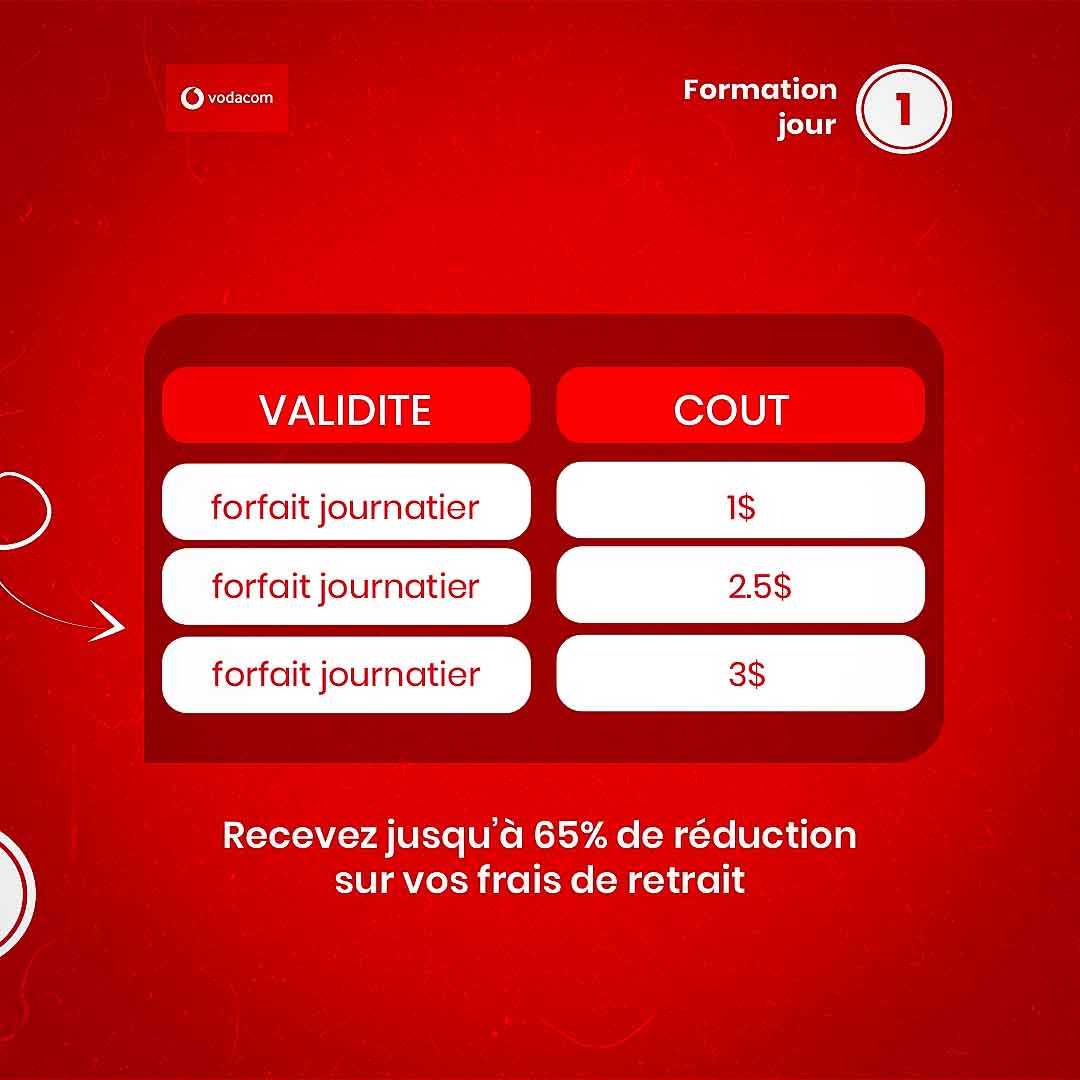 vodacom
Formation
jour
1
VALIDITE COUT
forfait journatier 1$
forfait journatier 2.5$
forfait journatier 3$
Recevez jusqu’à 65% de réduction
sur vos frais de retrait